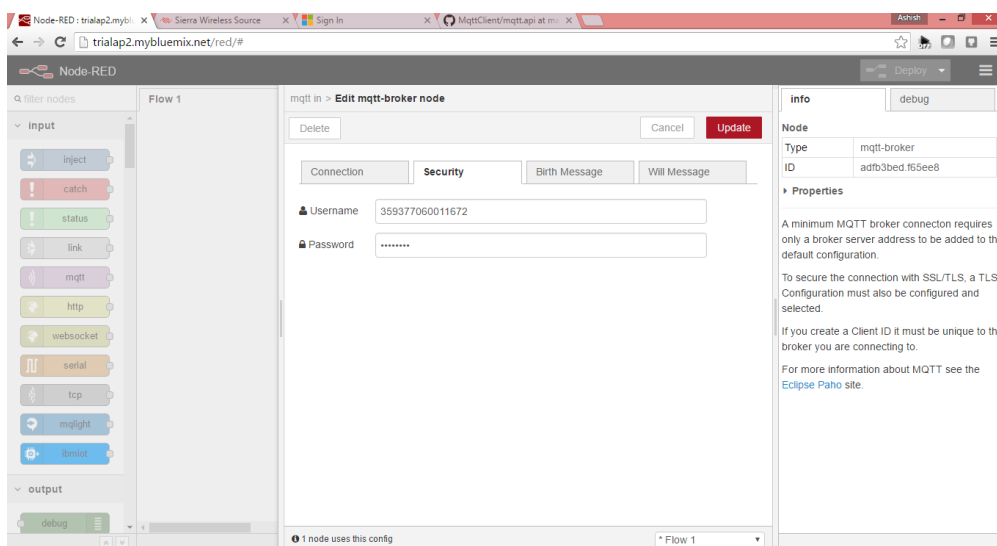 Node-RED : trialap2.mybl
Sierra Wireless Source
Sign In
MqttClient/mqtt.api at m
Ashish
trialap2.mybluemix.net/red/#
Node-RED
Deploy
filter nodes
input
inject
catch
status
link
mqtt
http
websocket
serial
tcp
mqlight
ibmiot
output
debug
Flow 1
mqtt in > Edit mqtt-broker node
Delete
Cancel
Update
Connection
Security
Birth Message
Will Message
Username
359377060011672
Password
••••••••
1 node uses this config
* Flow 1
info
debug
Node
Type
mqtt-broker
ID
adfb3bed.f65ee8
Properties
A minimum MQTT broker connecton requires
only a broker server address to be added to th
default configuration.
To secure the connection with SSL/TLS, a TLS
Configuration must also be configured and
selected.
If you create a Client ID it must be unique to th
broker you are connecting to.
For more information about MQTT see the
Eclipse Paho site.